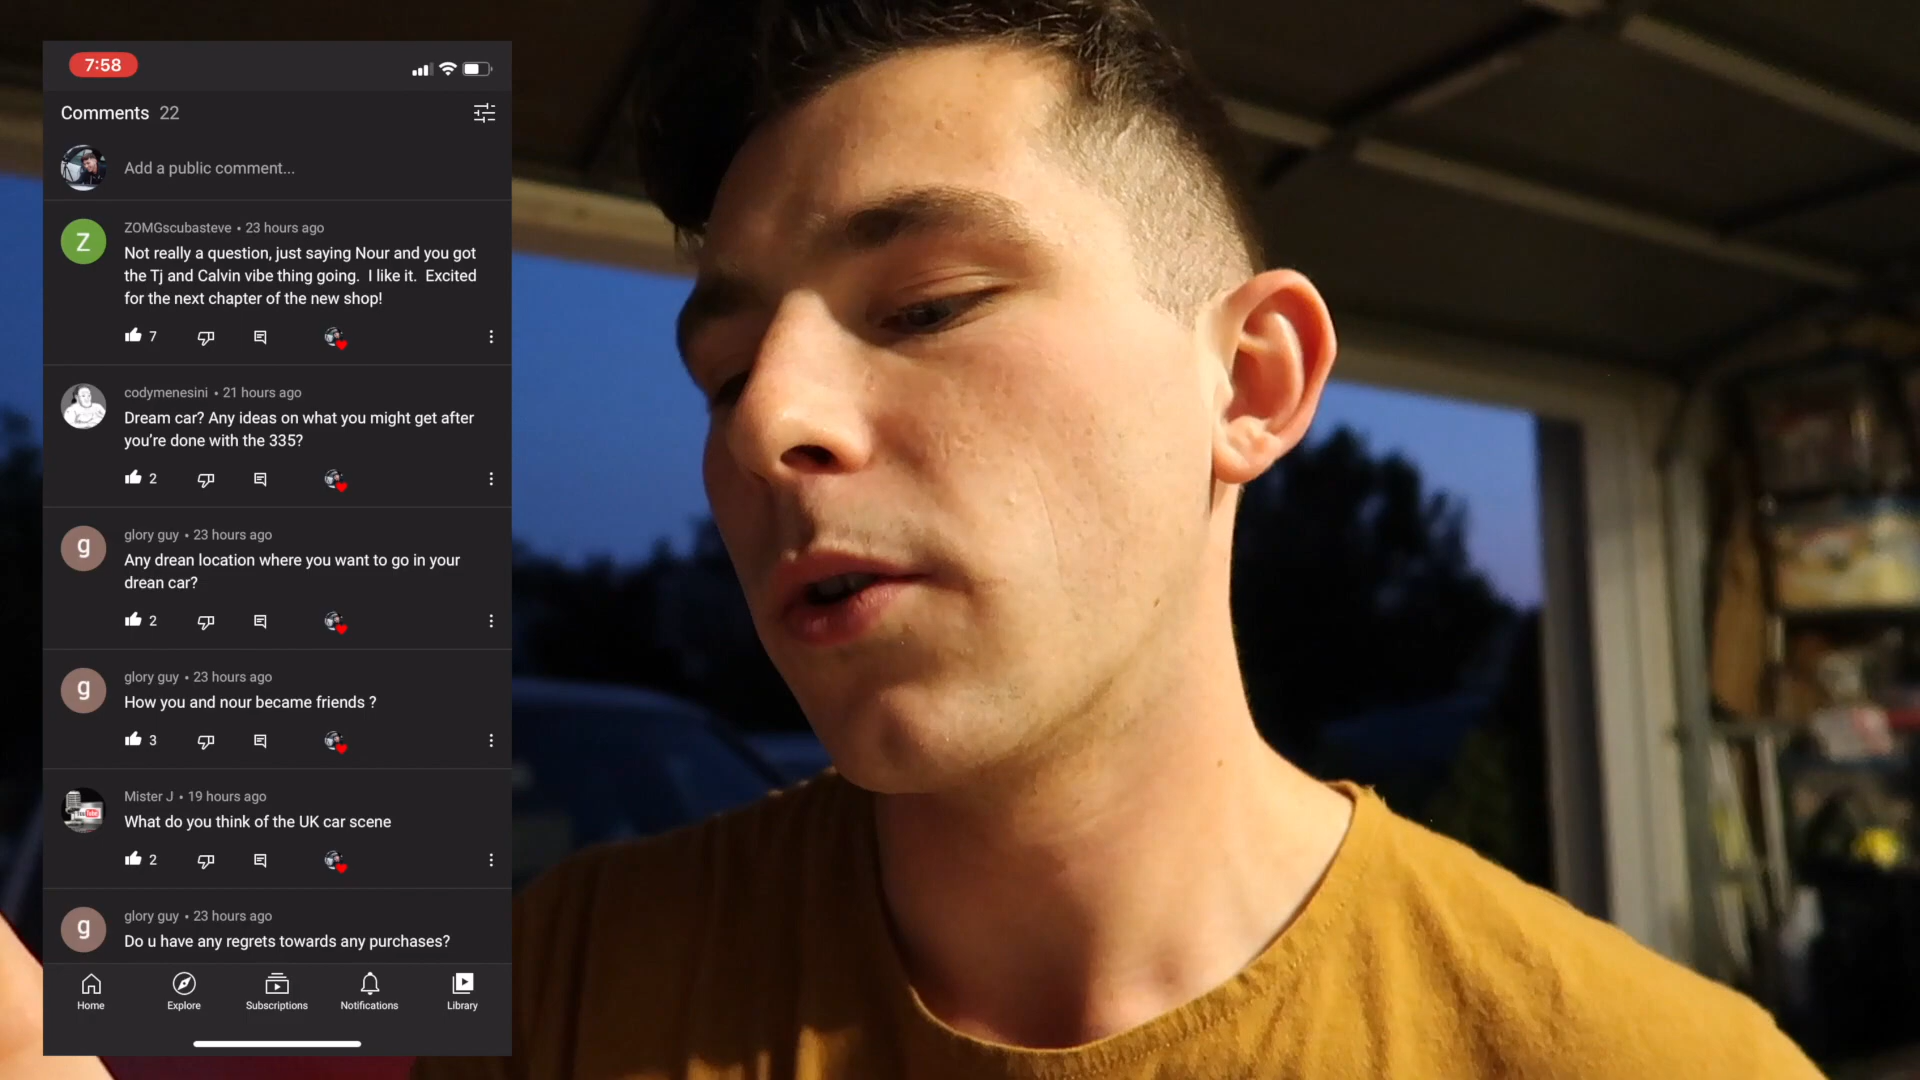 7:58
Comments 22
Add a public comment...
ZOMGscubasteve • 23 hours ago
Not really a question, just saying Nour and you got
the Tj and Calvin vibe thing going. I like it. Excited
for the next chapter of the new shop!
7
codymenesini • 21 hours ago
Dream car? Any ideas on what you might get after
you're done with the 335?
2
glory guy • 23 hours ago
Any drean location where you want to go in your
drean car?
2
glory guy • 23 hours ago
How you and nour became friends ?
3
Mister J • 19 hours ago
What do you think of the UK car scene
2
glory guy • 23 hours ago
Do u have any regrets towards any purchases?
Home Explore Subscriptions Notifications Library